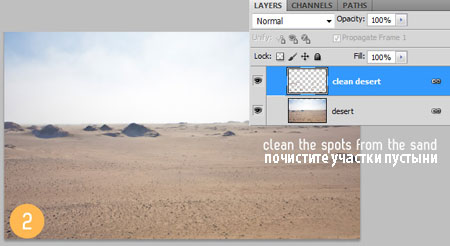 LAYERS CHANNELS PATHS
Normal Opacity: 100%
Unify: Propagate Frame 1
Lock: Fill: 100%
clean desert
desert
clean the spots from the sand
почистите участки пустыни
2